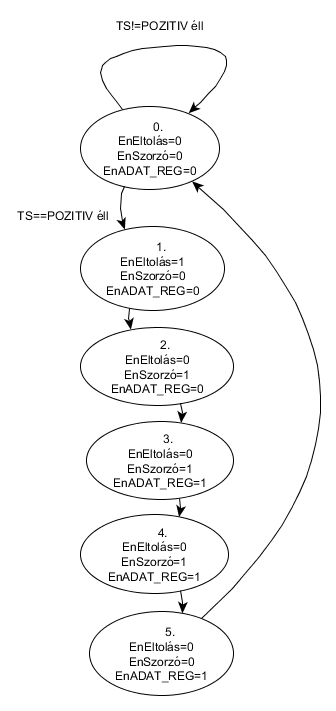 TS!=POZITIV éll
0.
EnEltolás=0
EnSzorzó=0
EnADAT_REG=0
TS==POZITIV éll
1.
EnEltolás=1
EnSzorzó=0
EnADAT_REG=0
2.
EnEltolás=0
EnSzorzó=1
EnADAT_REG=0
3.
EnEltolás=0
EnSzorzó=1
EnADAT_REG=1
4.
EnEltolás=0
EnSzorzó=1
EnADAT_REG=1
5.
EnEltolás=0
EnSzorzó=0
EnADAT_REG=1